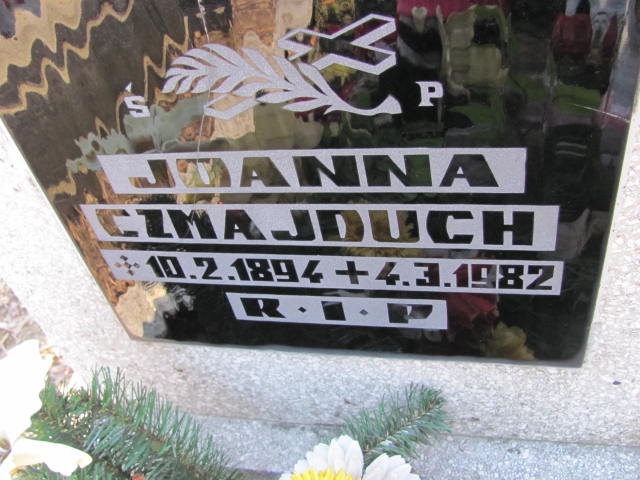 Ś P
JOANNA
CZMAJDUCH
10.2.1894 + 4.3.1982
R·I·P